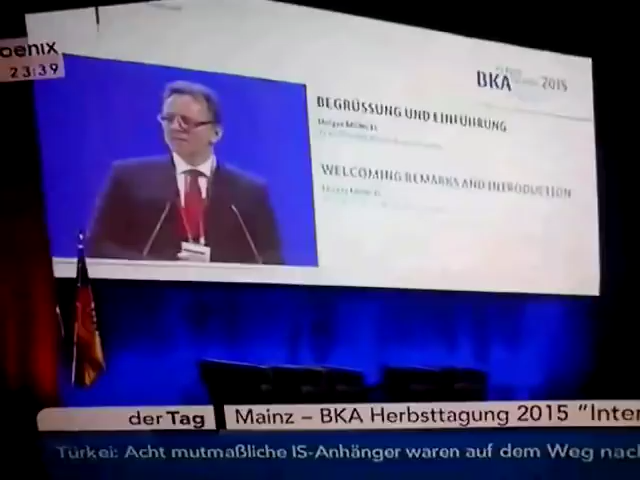 oenix
23:39
BKA 2015
BEGRÜSSUNG UND EINFÜHRUNG
WELCOMING REMARKS AND INTRODUCTION
der Tag
Mainz – BKA Herbsttagung 2015 "Inter
Türkei: Acht mutmaßliche IS-Anhänger waren auf dem Weg nach